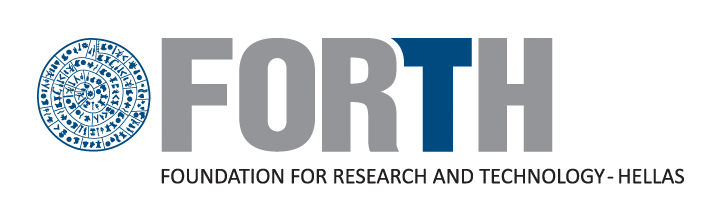 FORTH
FOUNDATION FOR RESEARCH AND TECHNOLOGY - HELLAS